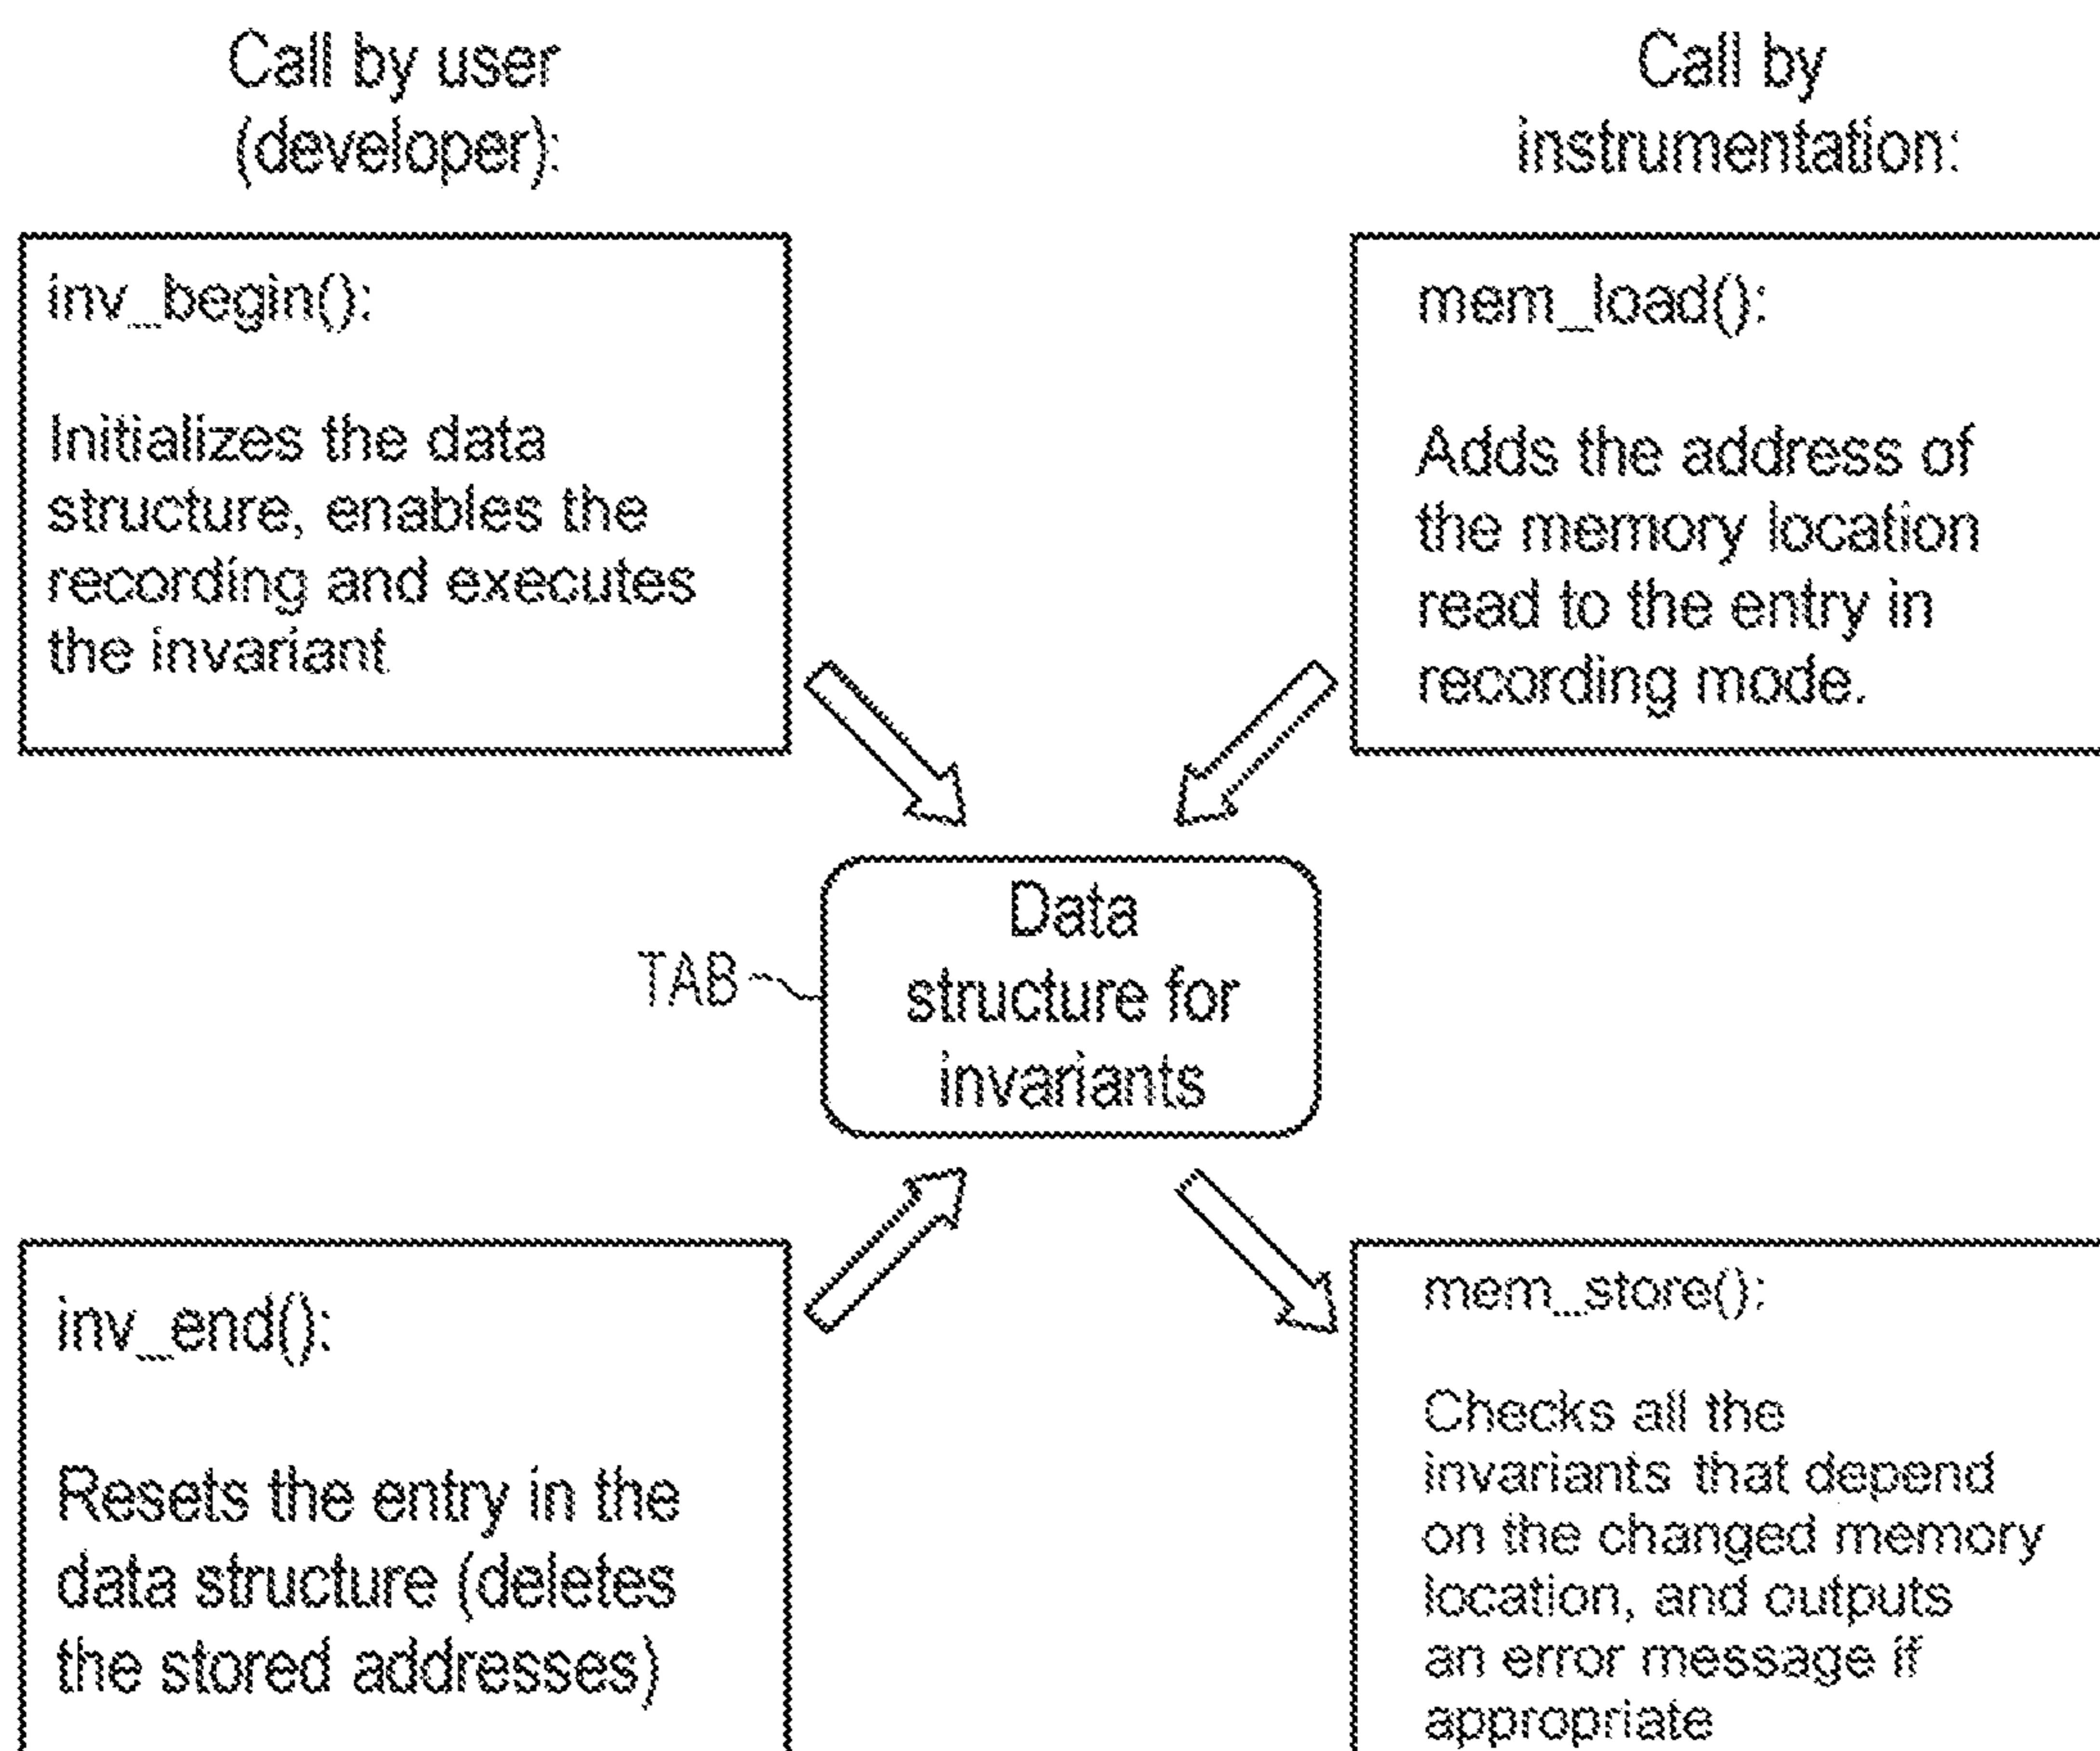 Call by user
(developer):
Call by
instrumentation:
inv_begin():
Initializes the data
structure, enables the
recording and executes
the invariant
mem_load():
Adds the address of
the memory location
read to the entry in
recording mode.
TAB
Data
structure for
invariants
inv_end():
Resets the entry in the
data structure (deletes
the stored addresses)
mem_store():
Checks all the
invariants that depend
on the changed memory
location, and outputs
an error message if
appropriate